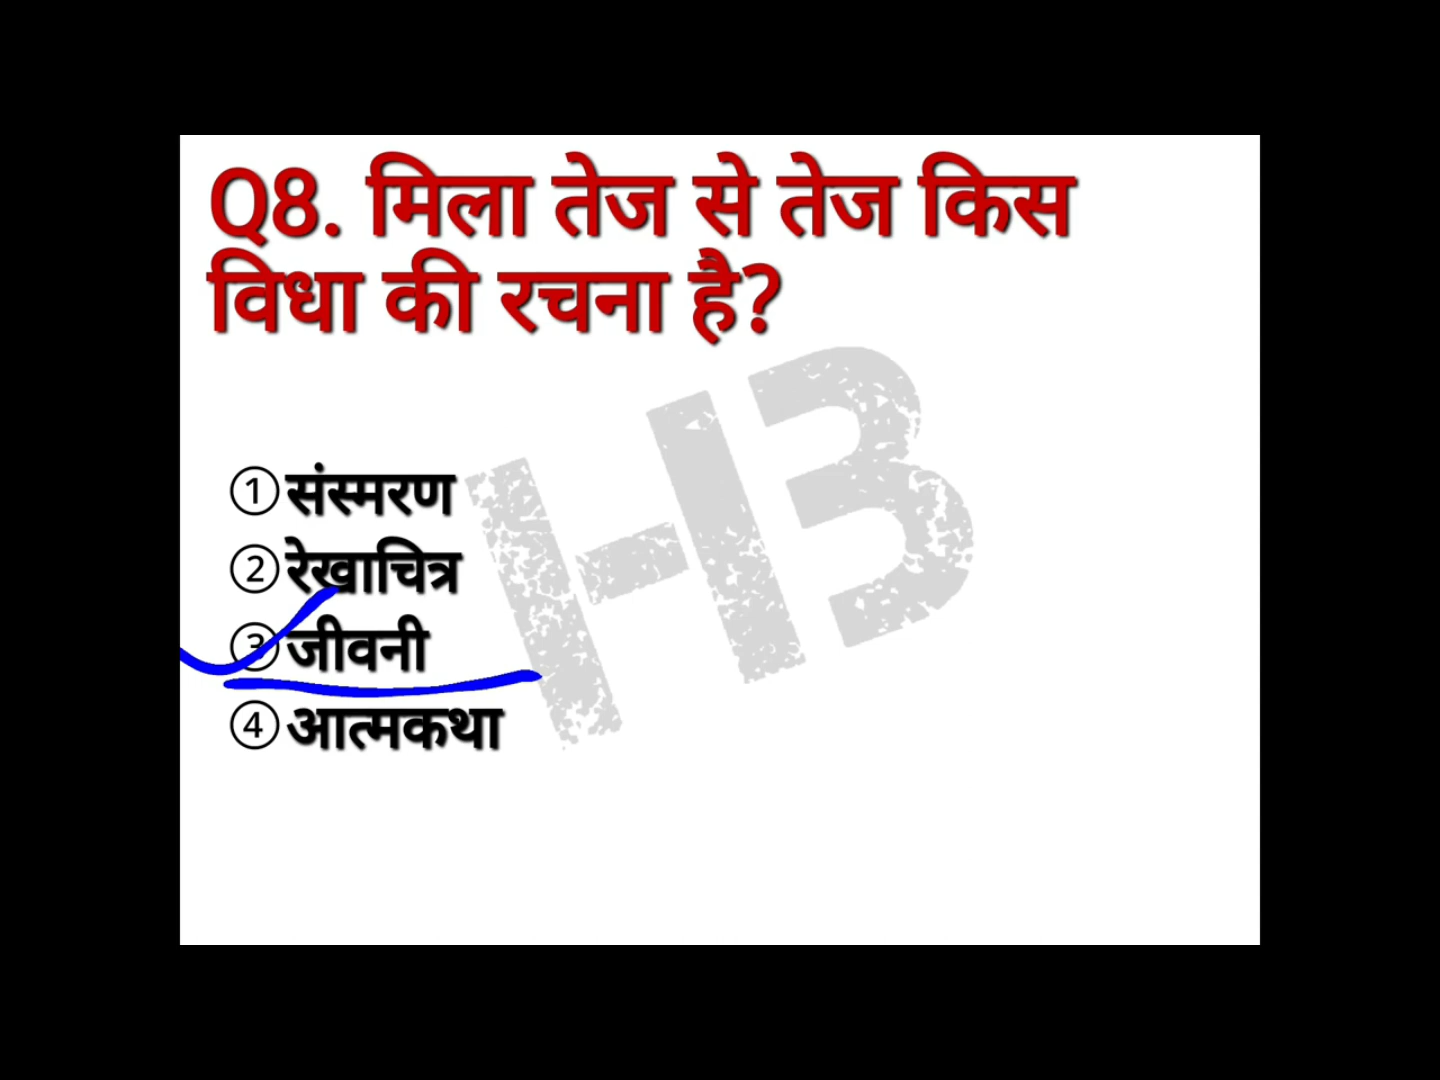 Q8. मिला तेज से तेज किस
विधा की रचना है?
HB
①संस्मरण
②रेखाचित्र
③जीवनी
④आत्मकथा